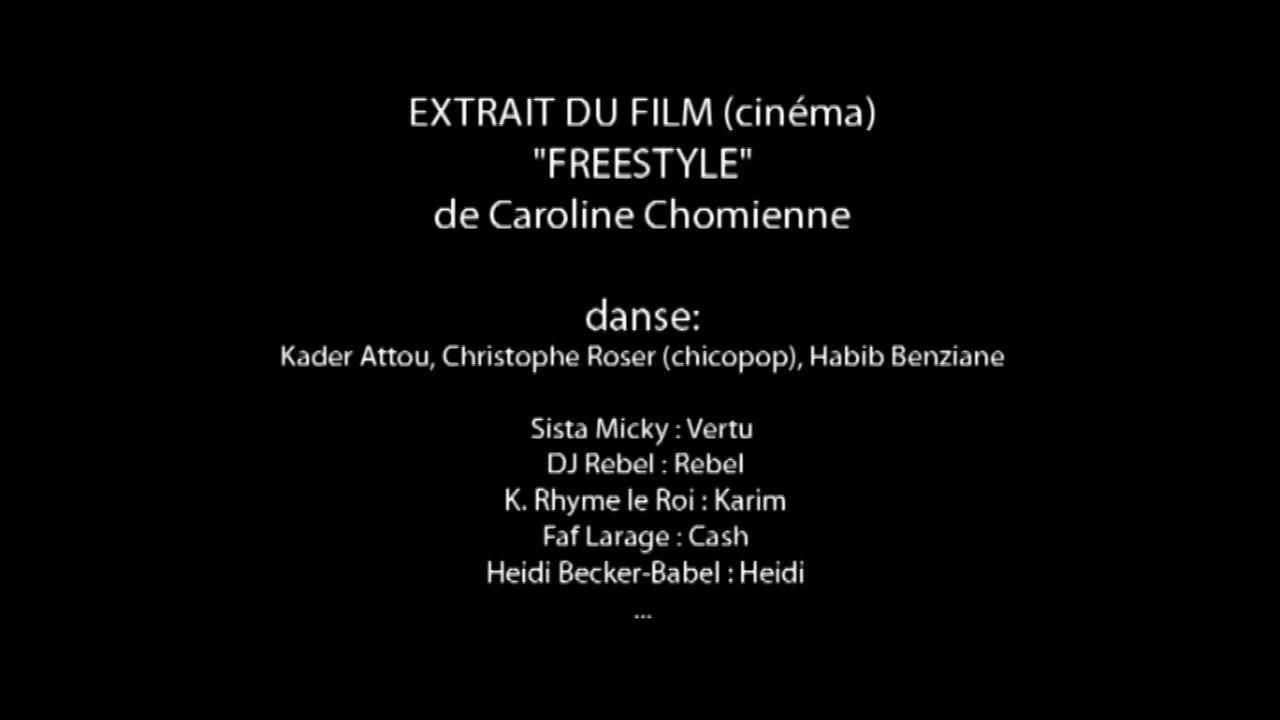 EXTRAIT DU FILM (cinéma)
"FREESTYLE"
de Caroline Chomienne
danse:
Kader Attou, Christophe Roser (chicopop), Habib Benziane
Sista Micky : Vertu
DJ Rebel : Rebel
K. Rhyme le Roi : Karim
Faf Larage : Cash
Heidi Becker-Babel : Heidi
...